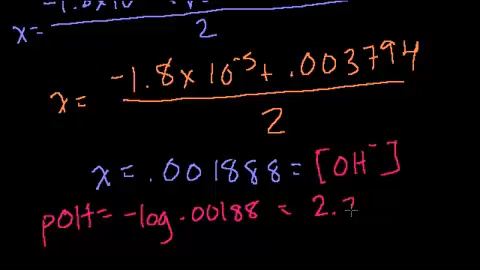 x = 2
x = -1.8 x 10^-5 + .003794 / 2
x = .001888 = [OH^-]
pOH = -log .00188 = 2.7